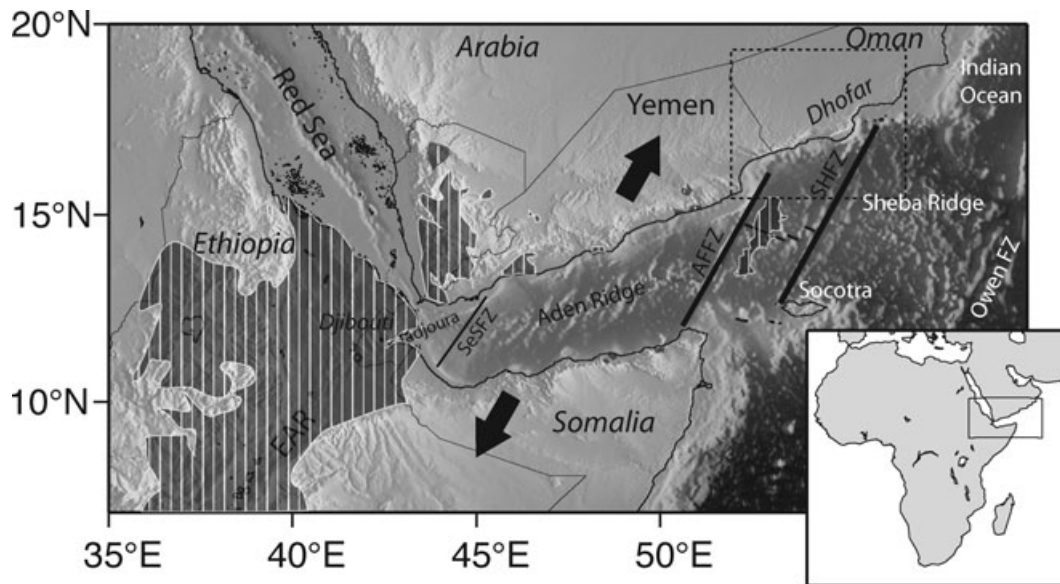 20°N
15°N
10°N
35°E
40°E
45°E
50°E
Arabia
Oman
Indian
Ocean
Red Sea
Yemen
Dhofar
SHFZ
Sheba Ridge
Ethiopia
AFFZ
Owen FZ
Socotra
Aden Ridge
Djibouti
adjoura
SeSFZ
EAR
Somalia